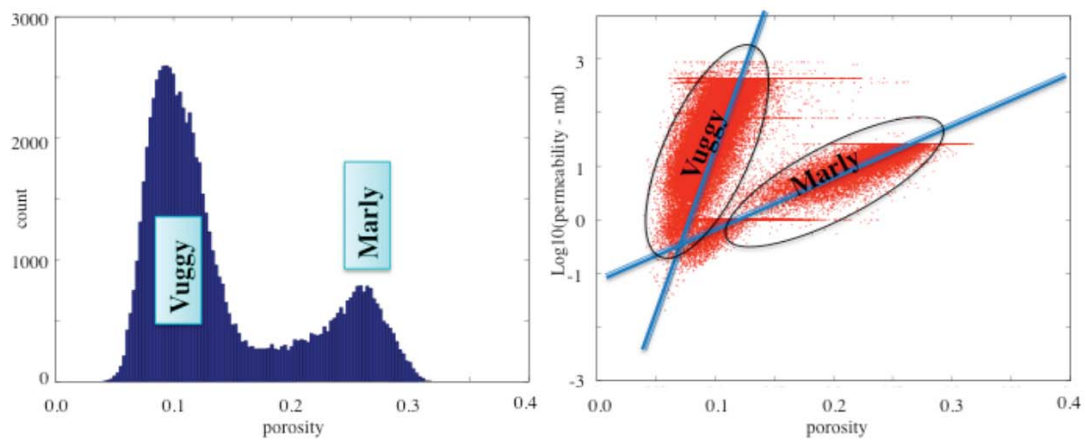 3000
2000
1000
0
count
Vuggy
Marly
0.0 0.1 0.2 0.3 0.4
porosity
3
1
0
-1
-3
Log10(permeability - md)
Vuggy
Marly
0.0 0.1 0.2 0.3 0.4
porosity